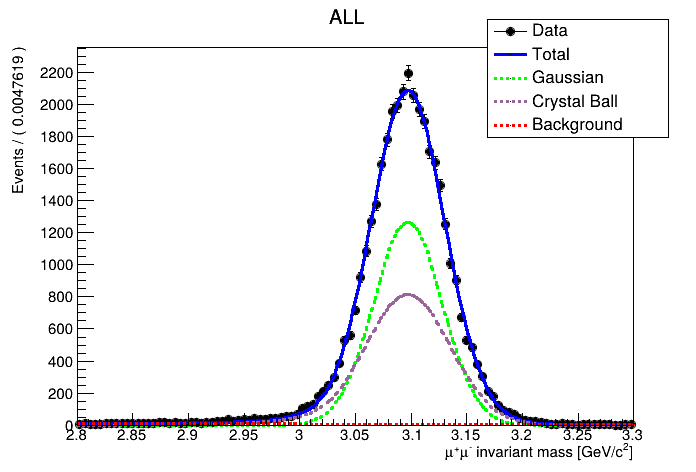 ALL
Data
Total
Gaussian
Crystal Ball
Background
Events / ( 0.0047619 )
2200
2000
1800
1600
1400
1200
1000
800
600
400
200
0
2.8 2.85 2.9 2.95 3 3.05 3.1 3.15 3.2 3.25 3.3
μ⁺μ⁻ invariant mass [GeV/c²]